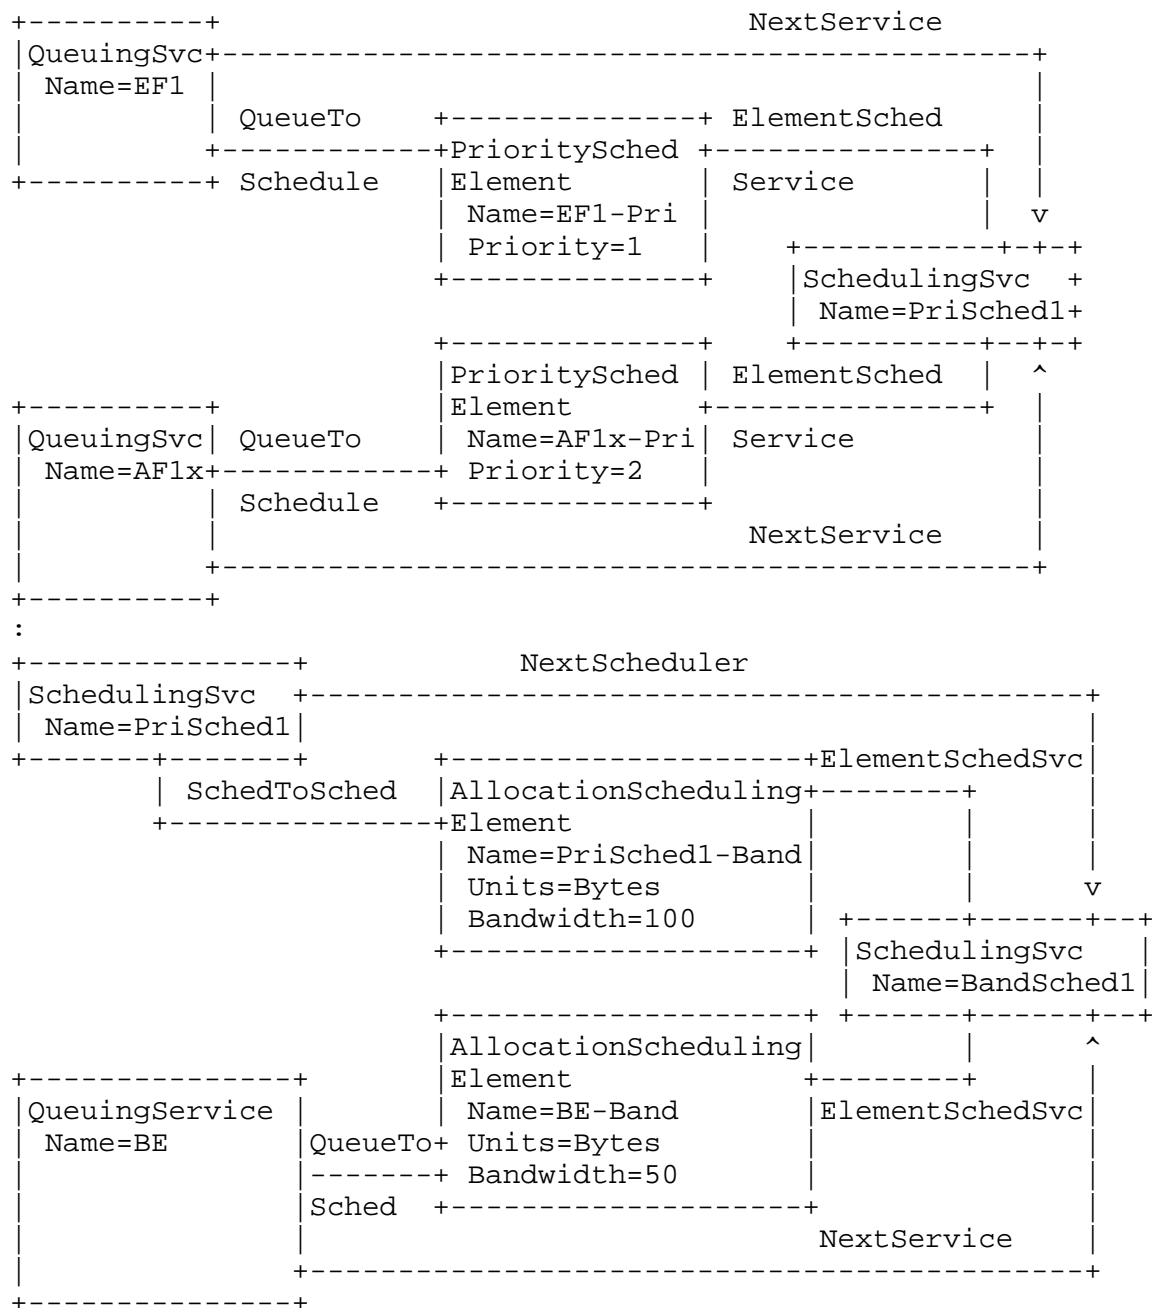 NextService
QueuingSvc
Name=EF1
QueueTo ElementSched
PrioritySched
Schedule Element Service
Name=EF1-Pri v
Priority=1
SchedulingSvc
Name=PriSched1
PrioritySched ElementSched ^
Element
QueuingSvc QueueTo Name=AF1x-Pri Service
Name=AF1x Priority=2
Schedule
NextService
:
NextScheduler
SchedulingSvc
Name=PriSched1
ElementSchedSvc
SchedToSched AllocationScheduling
Element
Name=PriSched1-Band
Units=Bytes v
Bandwidth=100
SchedulingSvc
Name=BandSched1
AllocationScheduling ^
Element
QueuingService Name=BE-Band ElementSchedSvc
Name=BE QueueTo Units=Bytes
Bandwidth=50
Sched
NextService